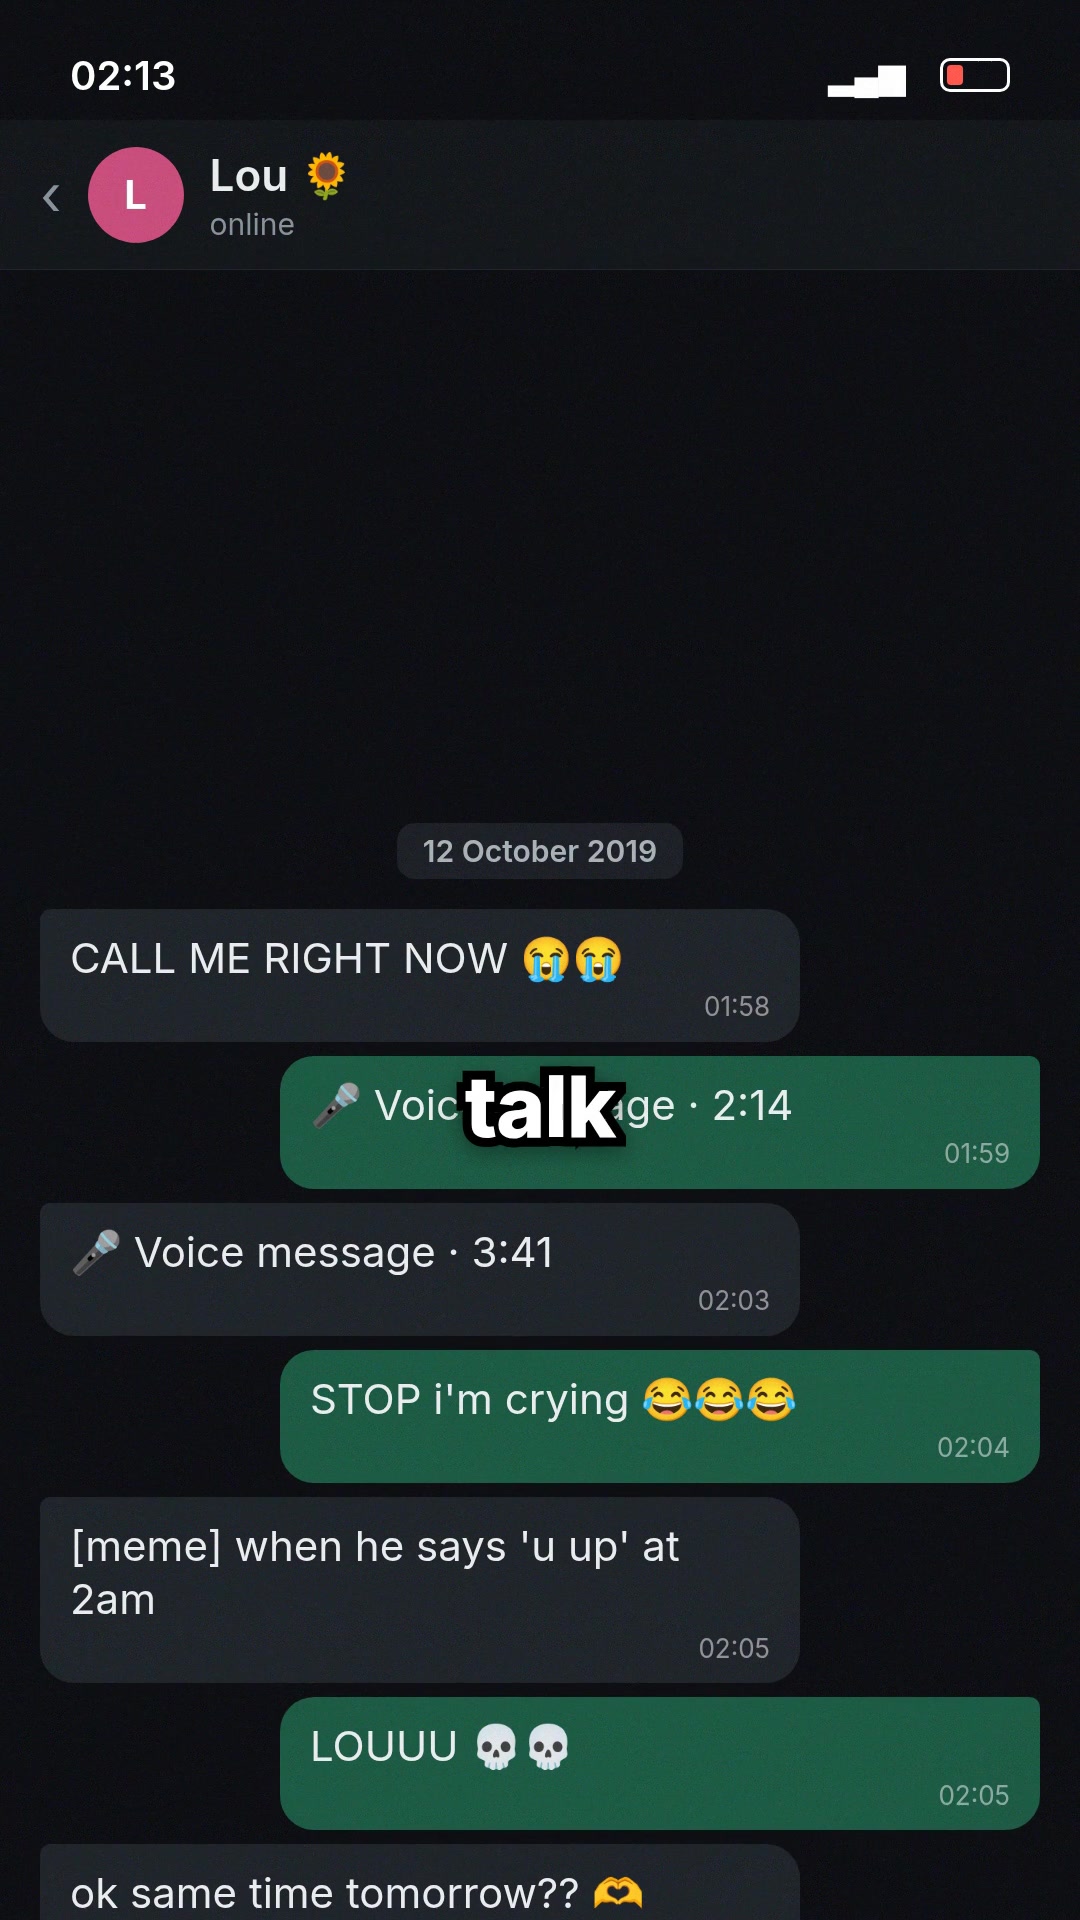 02:13
L
Lou 🌻
online
12 October 2019
CALL ME RIGHT NOW 😭😭
01:58
🎤 Voic age · 2:14
talk
01:59
🎤 Voice message · 3:41
02:03
STOP i'm crying 😂😂😂
02:04
[meme] when he says 'u up' at
2am
02:05
LOUUU 💀💀
02:05
ok same time tomorrow?? 🫶